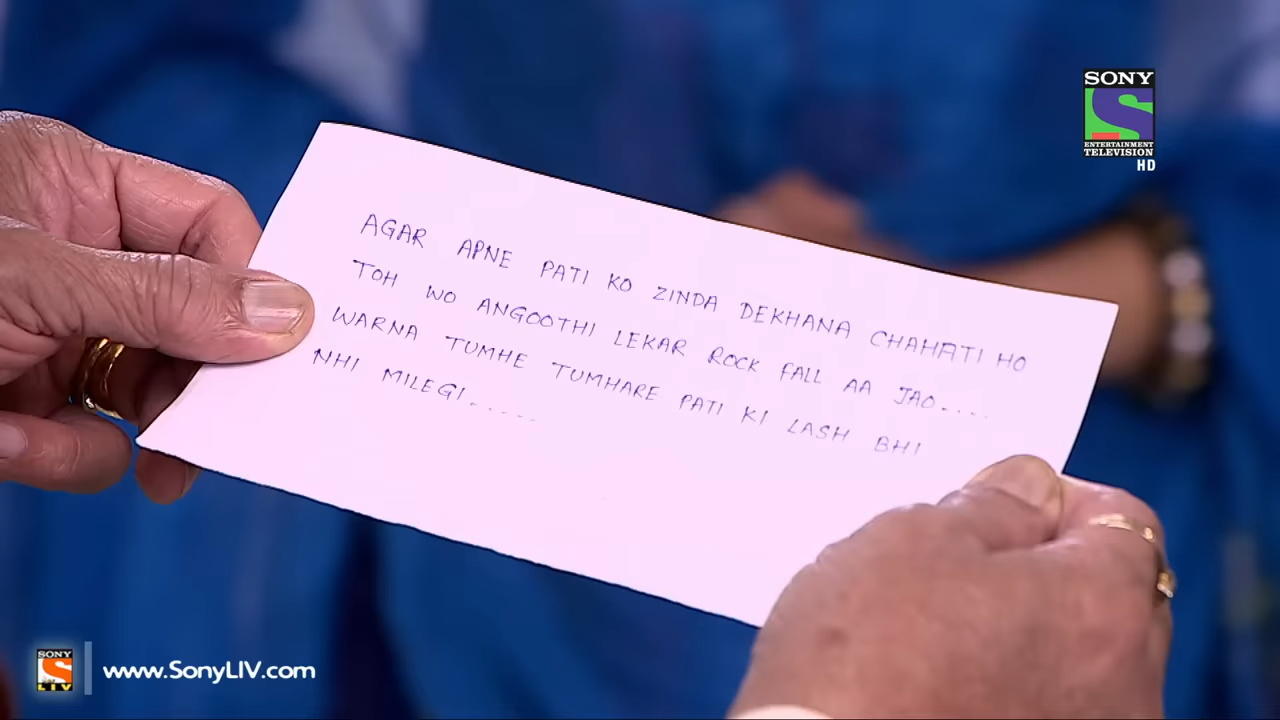 SONY
ENTERTAINMENT
TELEVISION
HD
AGAR APNE PATI KO ZINDA DEKHANA CHAHATI HO
TOH WO ANGOOTHI LEKAR ROCK FALL AA JAO....
WARNA TUMHE TUMHARE PATI KI LASH BHI
NHI MILEGI.....
SONY
LIV
www.SonyLIV.com